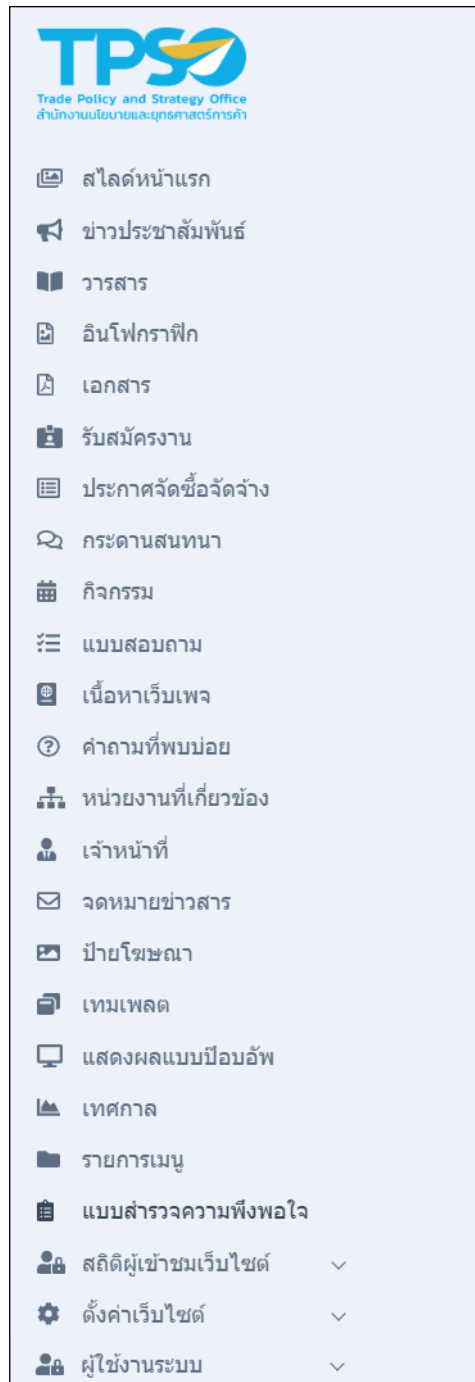 TPSO
Trade Policy and Strategy Office
สำนักงานนโยบายและยุทธศาสตร์การค้า
สไลด์หน้าแรก
ข่าวประชาสัมพันธ์
วารสาร
อินโฟกราฟิก
เอกสาร
รับสมัครงาน
ประกาศจัดซื้อจัดจ้าง
กระดานสนทนา
กิจกรรม
แบบสอบถาม
เนื้อหาเว็บเพจ
คำถามที่พบบ่อย
หน่วยงานที่เกี่ยวข้อง
เจ้าหน้าที่
จดหมายข่าวสาร
ป้ายโฆษณา
เทมเพลต
แสดงผลแบบป๊อบอัพ
เทศกาล
รายการเมนู
แบบสำรวจความพึงพอใจ
สถิติผู้เข้าชมเว็บไซต์
ตั้งค่าเว็บไซต์
ผู้ใช้งานระบบ